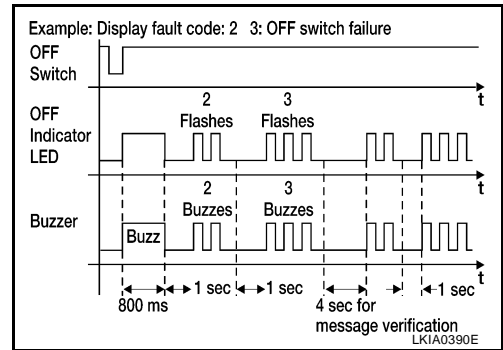 Example: Display fault code: 2 3: OFF switch failure
OFF
Switch
t
2
Flashes
3
Flashes
OFF
Indicator
LED
t
2
Buzzes
3
Buzzes
Buzzer
Buzz
t
1 sec
1 sec
1 sec
800 ms
4 sec for
message verification
LKIA0390E